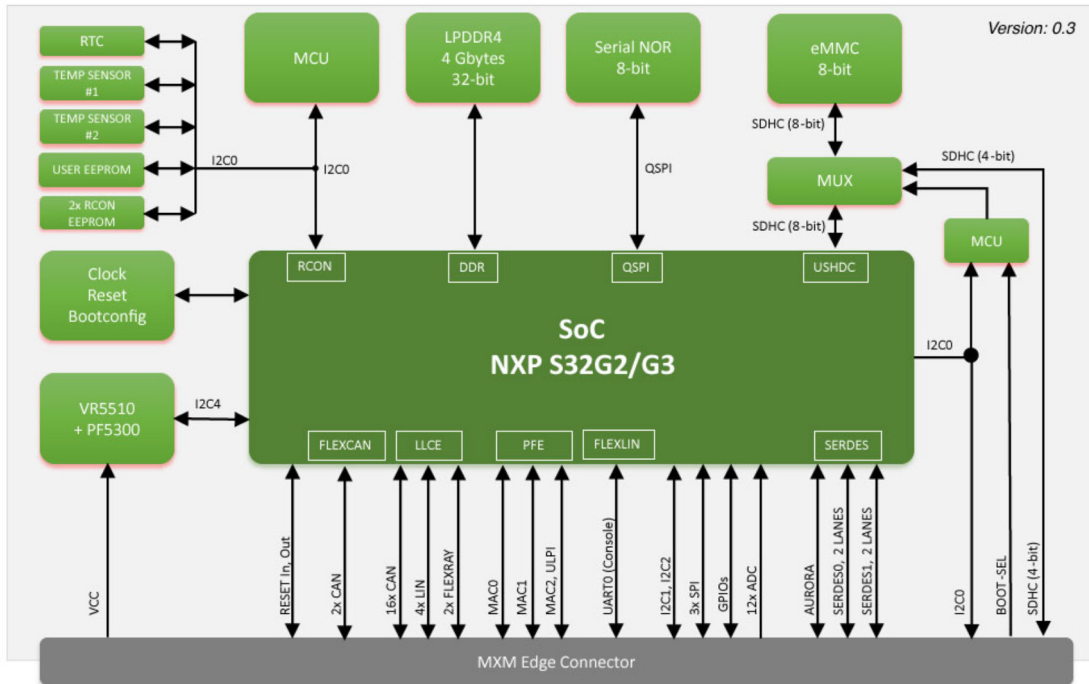 Version: 0.3
RTC
TEMP SENSOR
#1
TEMP SENSOR
#2
USER EEPROM
2x RCON
EEPROM
I2C0
MCU
I2C0
LPDDR4
4 Gbytes
32-bit
Serial NOR
8-bit
QSPI
eMMC
8-bit
SDHC (8-bit)
MUX
SDHC (4-bit)
SDHC (8-bit)
MCU
Clock
Reset
Bootconfig
VR5510
+ PF5300
I2C4
RCON
DDR
QSPI
USHDC
SoC
NXP S32G2/G3
I2C0
FLEXCAN
LLCE
PFE
FLEXLIN
SERDES
VCC
RESET In, Out
2x CAN
16x CAN
4x LIN
2x FLEXRAY
MAC0
MAC1
MAC2, ULPI
UART0 (Console)
I2C1, I2C2
3x SPI
GPIOs
12x ADC
AURORA
SERDES0, 2 LANES
SERDES1, 2 LANES
I2C0
BOOT-SEL
SDHC (4-bit)
MXM Edge Connector